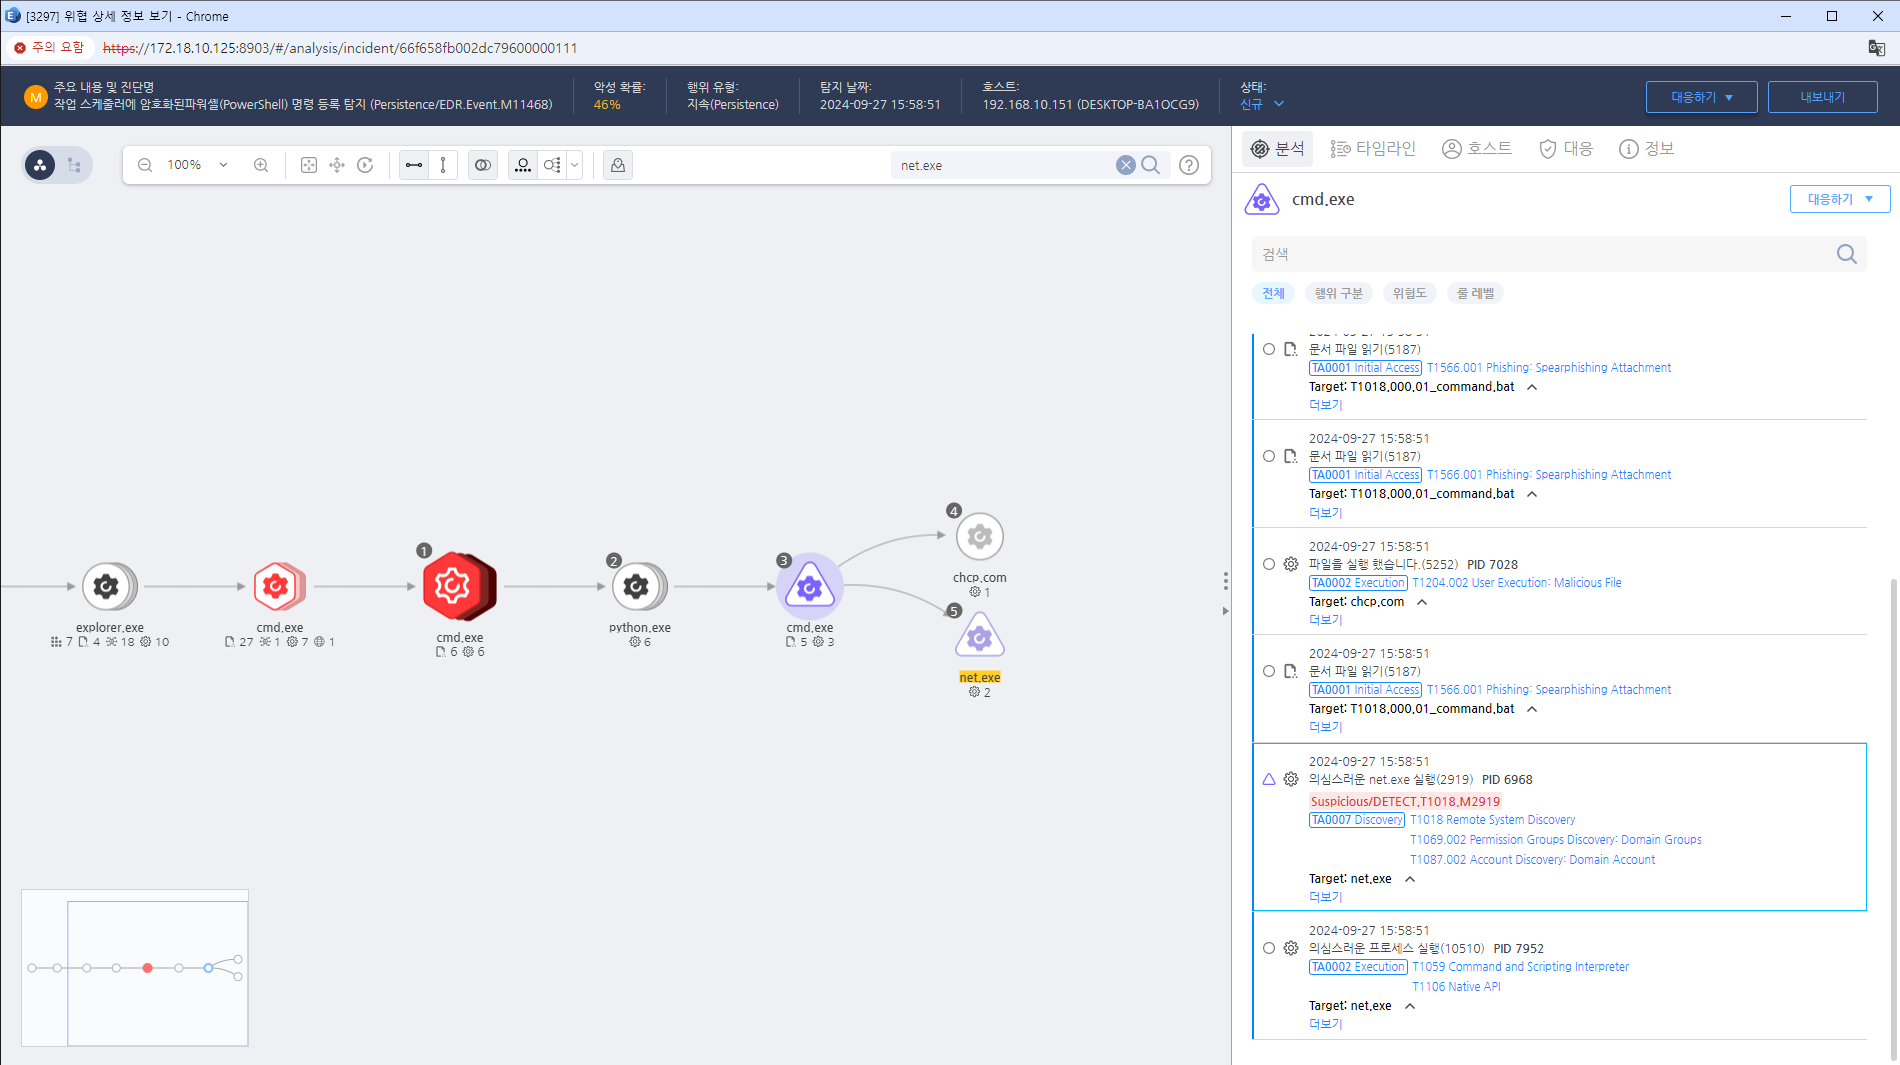 [3297] 위협 상세 정보 보기 - Chrome
주의 요함 https://172.18.10.125:8903/#/analysis/incident/66f658fb002dc79600000111
M
주요 내용 및 진단명
작업 스케줄러에 암호화된파워셸(PowerShell) 명령 등록 탐지 (Persistence/EDR.Event.M11468)
악성 확률:
46%
행위 유형:
지속(Persistence)
탐지 날짜:
2024-09-27 15:58:51
호스트:
192.168.10.151 (DESKTOP-BA1OCG9)
상태:
신규
대응하기
내보내기
100%
net.exe
분석
타임라인
호스트
대응
정보
cmd.exe
대응하기
검색
전체
행위 구분
위험도
룰 레벨
문서 파일 읽기(5187)
TA0001 Initial Access T1566.001 Phishing: Spearphishing Attachment
Target: T1018.000.01_command.bat
더보기
2024-09-27 15:58:51
문서 파일 읽기(5187)
TA0001 Initial Access T1566.001 Phishing: Spearphishing Attachment
Target: T1018.000.01_command.bat
더보기
2024-09-27 15:58:51
파일을 실행 했습니다.(5252) PID 7028
TA0002 Execution T1204.002 User Execution: Malicious File
Target: chcp.com
더보기
2024-09-27 15:58:51
문서 파일 읽기(5187)
TA0001 Initial Access T1566.001 Phishing: Spearphishing Attachment
Target: T1018.000.01_command.bat
더보기
2024-09-27 15:58:51
의심스러운 net.exe 실행(2919) PID 6968
Suspicious/DETECT.T1018.M2919
TA0007 Discovery T1018 Remote System Discovery
T1069.002 Permission Groups Discovery: Domain Groups
T1087.002 Account Discovery: Domain Account
Target: net.exe
더보기
2024-09-27 15:58:51
의심스러운 프로세스 실행(10510) PID 7952
TA0002 Execution T1059 Command and Scripting Interpreter
T1106 Native API
Target: net.exe
더보기
explorer.exe
7 4 18 10
cmd.exe
27 1 7 1
1
cmd.exe
6 6
2
python.exe
6
3
cmd.exe
5 3
4
chcp.com
1
5
net.exe
2